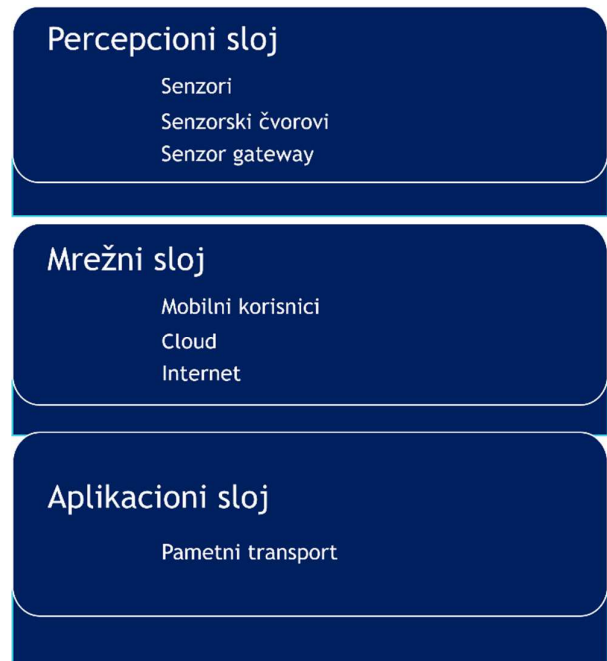 Percepcioni sloj
Senzori
Senzorski čvorovi
Senzor gateway
Mrežni sloj
Mobilni korisnici
Cloud
Internet
Aplikacioni sloj
Pametni transport